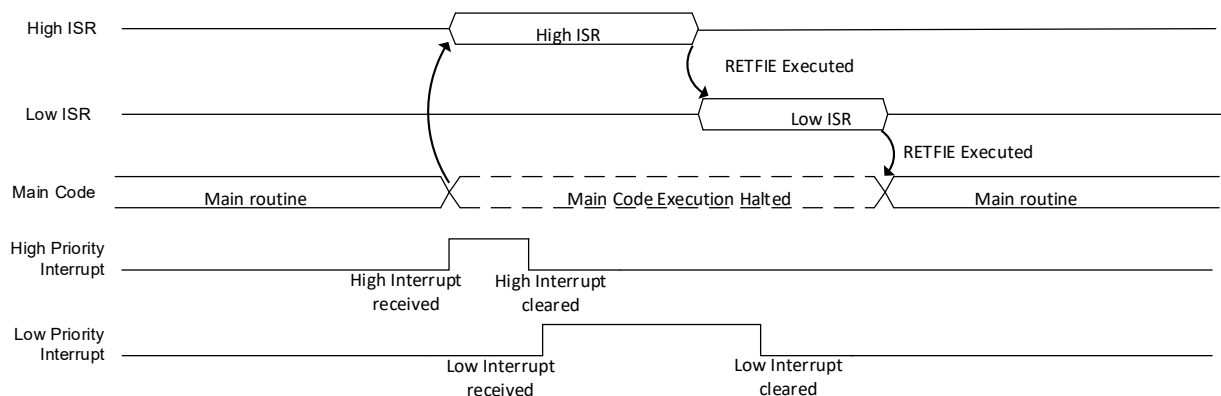 High ISR
High ISR
RETFIE Executed
Low ISR
Low ISR
RETFIE Executed
Main Code
Main routine
Main Code Execution Halted
Main routine
High Priority
Interrupt
High Interrupt
received
High Interrupt
cleared
Low Priority
Interrupt
Low Interrupt
received
Low Interrupt
cleared